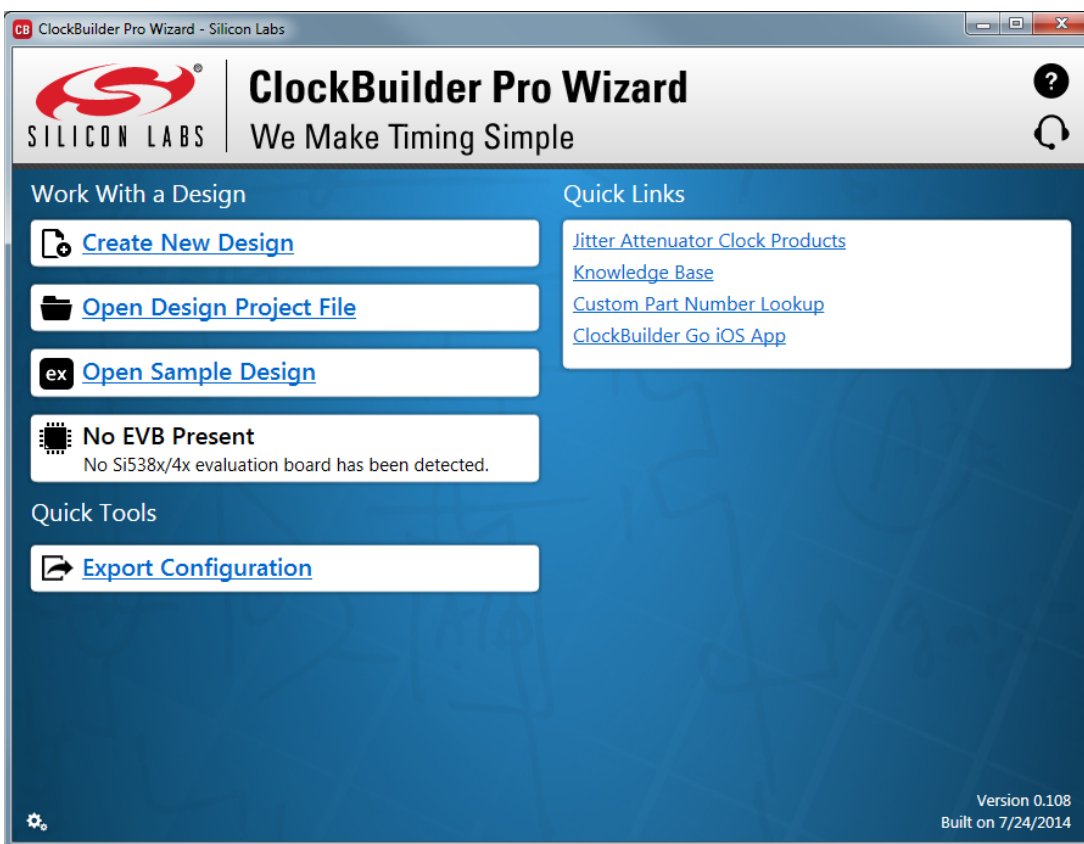 CB ClockBuilder Pro Wizard - Silicon Labs
SILICON LABS
®
ClockBuilder Pro Wizard
We Make Timing Simple
?
Work With a Design
Create New Design
Open Design Project File
ex Open Sample Design
No EVB Present
No Si538x/4x evaluation board has been detected.
Quick Tools
Export Configuration
Quick Links
Jitter Attenuator Clock Products
Knowledge Base
Custom Part Number Lookup
ClockBuilder Go iOS App
Version 0.108
Built on 7/24/2014